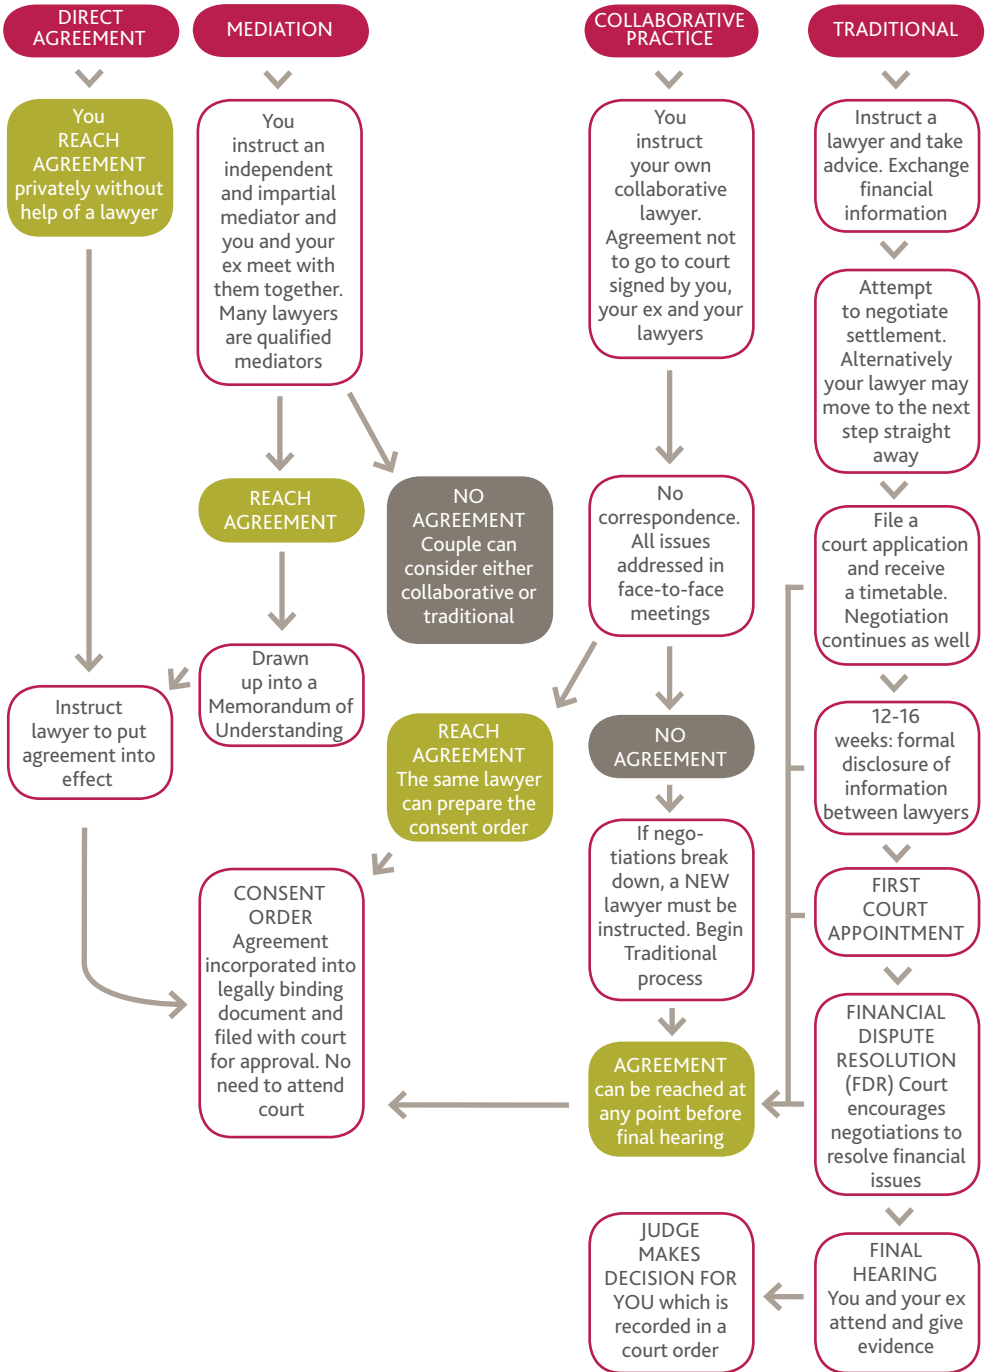 DIRECT
AGREEMENT
MEDIATION
COLLABORATIVE
PRACTICE
TRADITIONAL
You
REACH
AGREEMENT
privately without
help of a lawyer
You
instruct an
independent
and impartial
mediator and
you and your
ex meet with
them together.
Many lawyers
are qualified
mediators
You
instruct
your own
collaborative
lawyer.
Agreement not
to go to court
signed by you,
your ex and your
lawyers
Instruct a
lawyer and take
advice. Exchange
financial
information
Attempt
to negotiate
settlement.
Alternatively
your lawyer may
move to the next
step straight
away
REACH
AGREEMENT
NO
AGREEMENT
Couple can
consider either
collaborative or
traditional
No
correspondence.
All issues
addressed in
face-to-face
meetings
File a
court application
and receive
a timetable.
Negotiation
continues as well
Drawn
up into a
Memorandum of
Understanding
Instruct
lawyer to put
agreement into
effect
REACH
AGREEMENT
The same lawyer
can prepare the
consent order
NO
AGREEMENT
12-16
weeks: formal
disclosure of
information
between lawyers
If nego-
tiations break
down, a NEW
lawyer must be
instructed. Begin
Traditional
process
FIRST
COURT
APPOINTMENT
CONSENT
ORDER
Agreement
incorporated into
legally binding
document and
filed with court
for approval. No
need to attend
court
AGREEMENT
can be reached at
any point before
final hearing
FINANCIAL
DISPUTE
RESOLUTION
(FDR) Court
encourages
negotiations to
resolve financial
issues
JUDGE
MAKES
DECISION FOR
YOU which is
recorded in a
court order
FINAL
HEARING
You and your ex
attend and give
evidence